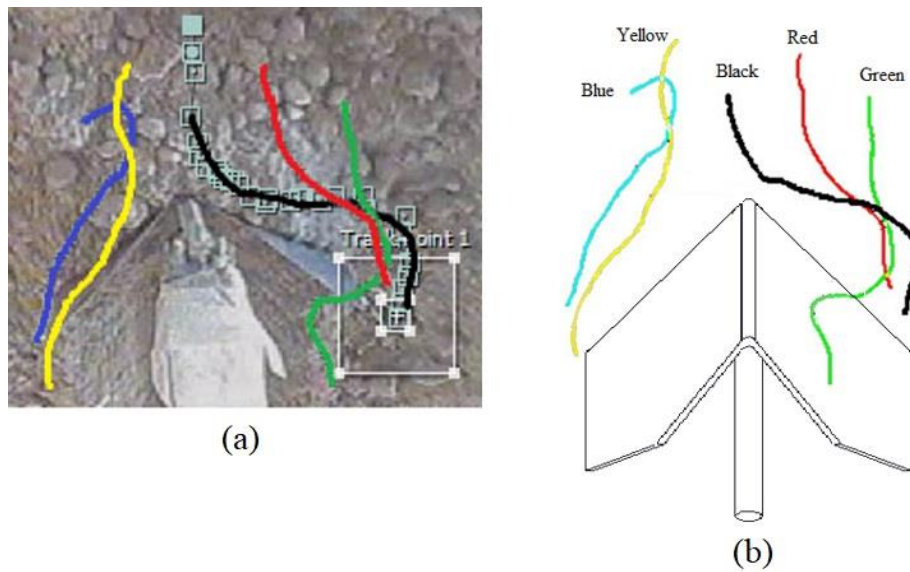 Track Point 1
(a)
Yellow
Red
Blue
Black
Green
(b)